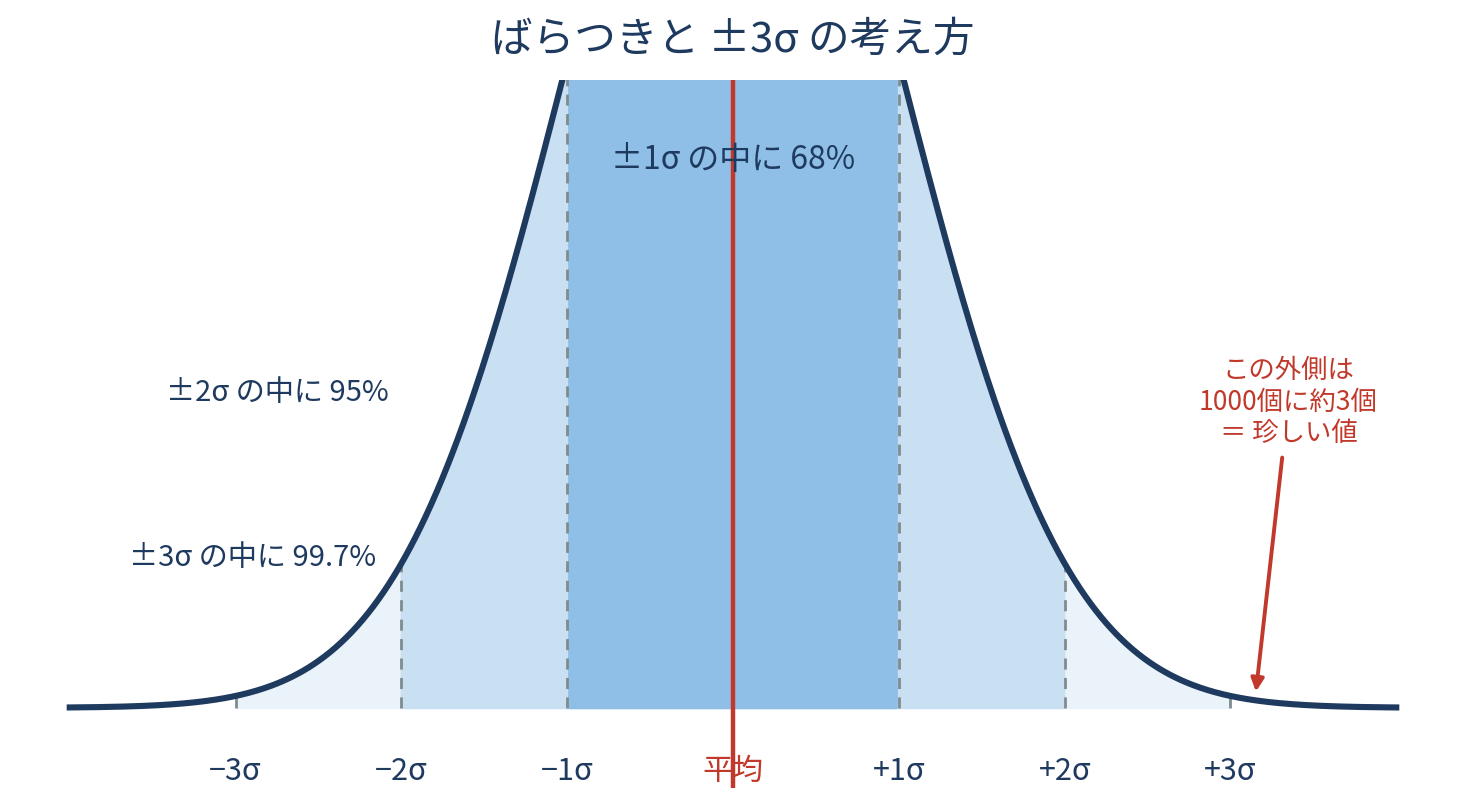 ばらつきと ±3σ の考え方
±1σ の中に 68%
±2σ の中に 95%
この外側は
1000個に約3個
＝ 珍しい値
±3σ の中に 99.7%
−3σ −2σ −1σ 平均 +1σ +2σ +3σ